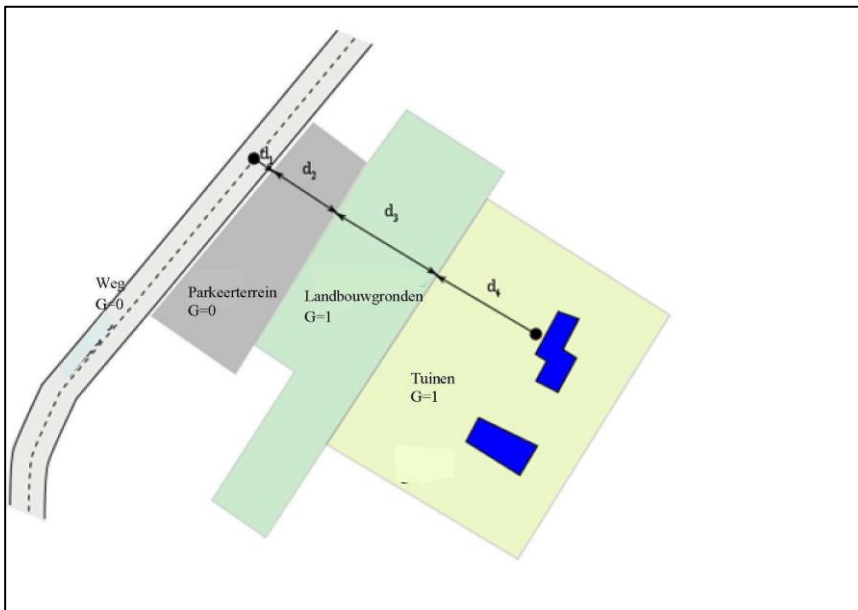 d₁
d₂
d₃
d₄
Weg
G=0
Parkeerterrein
G=0
Landbouwgronden
G=1
Tuinen
G=1